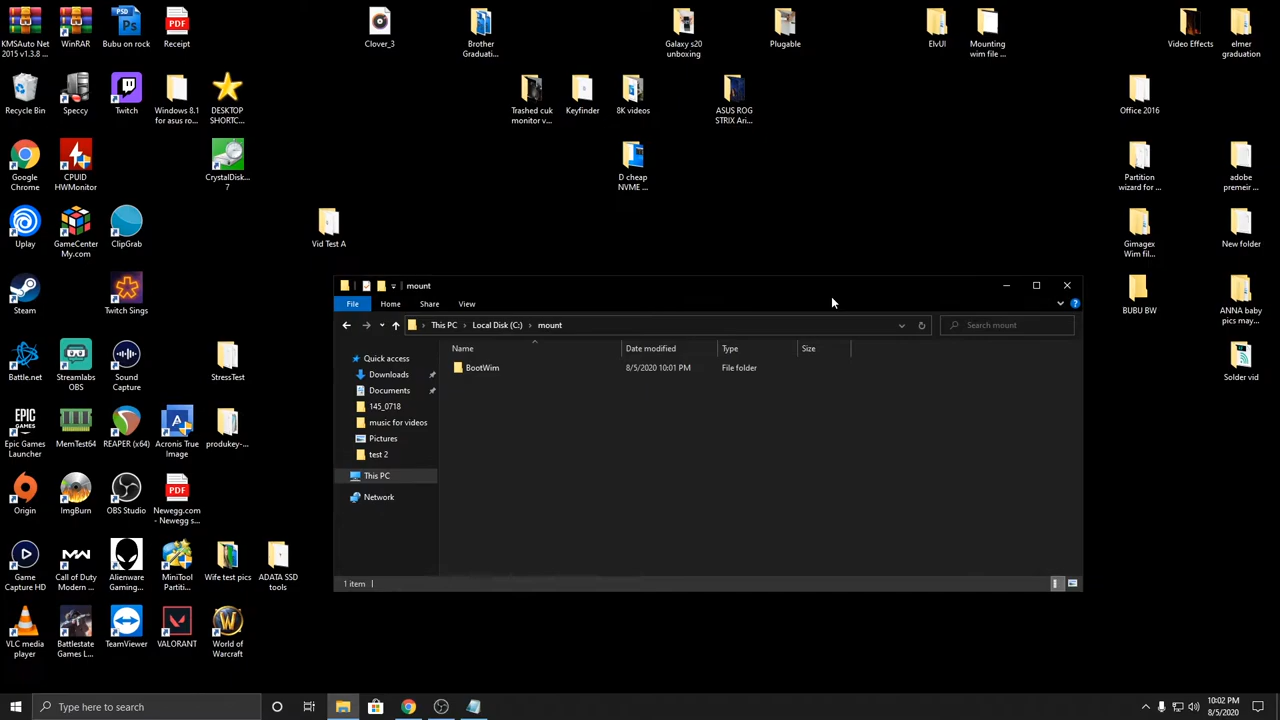 KMSAuto Net
2015 v1.3.8 ...
WinRAR
PSD
Bubu on rock
PDF
Receipt
Clover_3
Brother
Graduati...
Galaxy s20
unboxing
Plugable
ElvUI
Mounting
wim file ...
Video Effects
elmer
graduation
Recycle Bin
Speccy
Twitch
Windows 8.1
for asus ro...
DESKTOP
SHORTC...
Trashed cuk
monitor v...
Keyfinder
8K videos
ASUS ROG
STRIX Ari...
Office 2016
Google
Chrome
CPUID
HWMonitor
CrystalDisk...
7
D cheap
NVME ...
Partition
wizard for ...
adobe
premeir ...
Uplay
GameCenter
My.com
ClipGrab
Vid Test A
Gimagex
Wim fil...
New folder
Steam
Twitch Sings
BUBU BW
ANNA baby
pics may...
mount
File
Home
Share
View
This PC
Local Disk (C:)
mount
Search mount
Name
Date modified
Type
Size
BootWim
8/5/2020 10:01 PM
File folder
Quick access
Downloads
Documents
145_0718
music for videos
Pictures
test 2
This PC
Network
1 item
Battle.net
Streamlabs
OBS
Sound
Capture
StressTest
Solder vid
EPIC
GAMES
Epic Games
Launcher
MemTest64
REAPER (x64)
Acronis True
Image
produkey-...
Origin
ImgBurn
OBS Studio
PDF
Newegg.com
- Newegg s...
Game
Capture HD
Call of Duty
Modern ...
Alienware
Gaming...
MiniTool
Partiti...
Wife test pics
ADATA SSD
tools
VLC media
player
Battlestate
Games L...
TeamViewer
VALORANT
World of
Warcraft
Type here to search
10:02 PM
8/5/2020